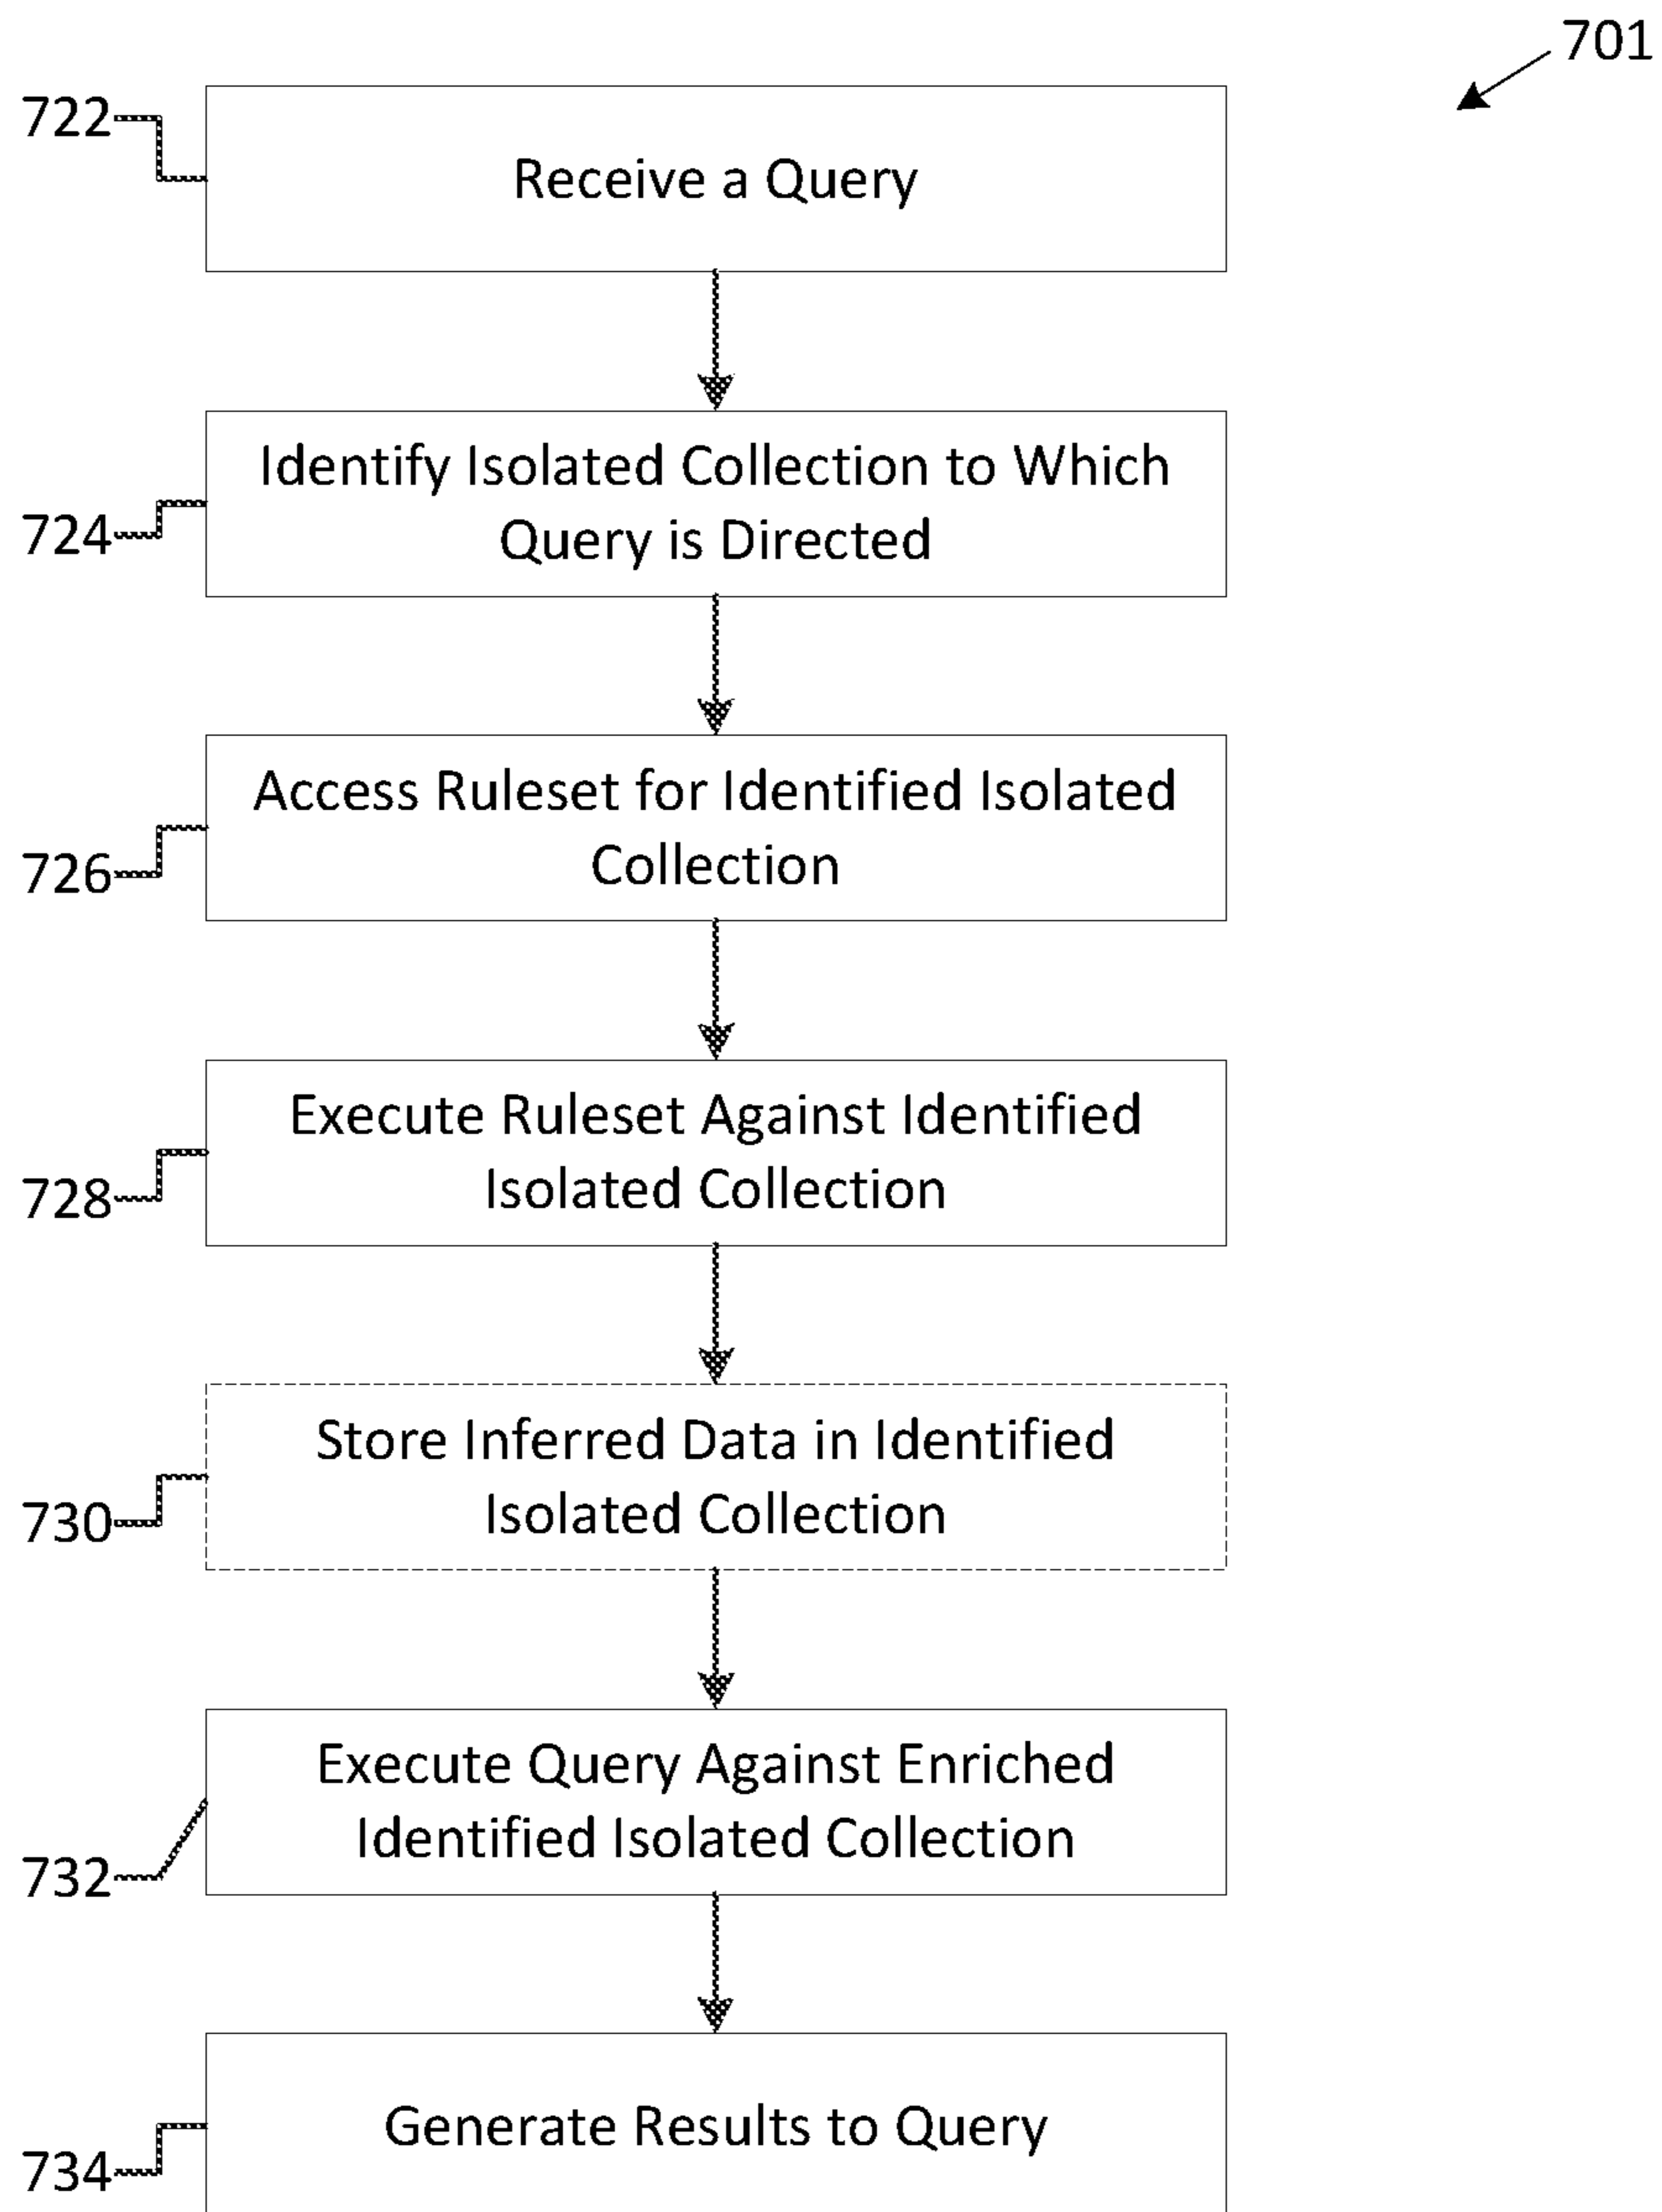 701
722
Receive a Query
Identify Isolated Collection to Which
Query is Directed
724
Access Ruleset for Identified Isolated
Collection
726
Execute Ruleset Against Identified
Isolated Collection
728
Store Inferred Data in Identified
Isolated Collection
730
Execute Query Against Enriched
Identified Isolated Collection
732
Generate Results to Query
734